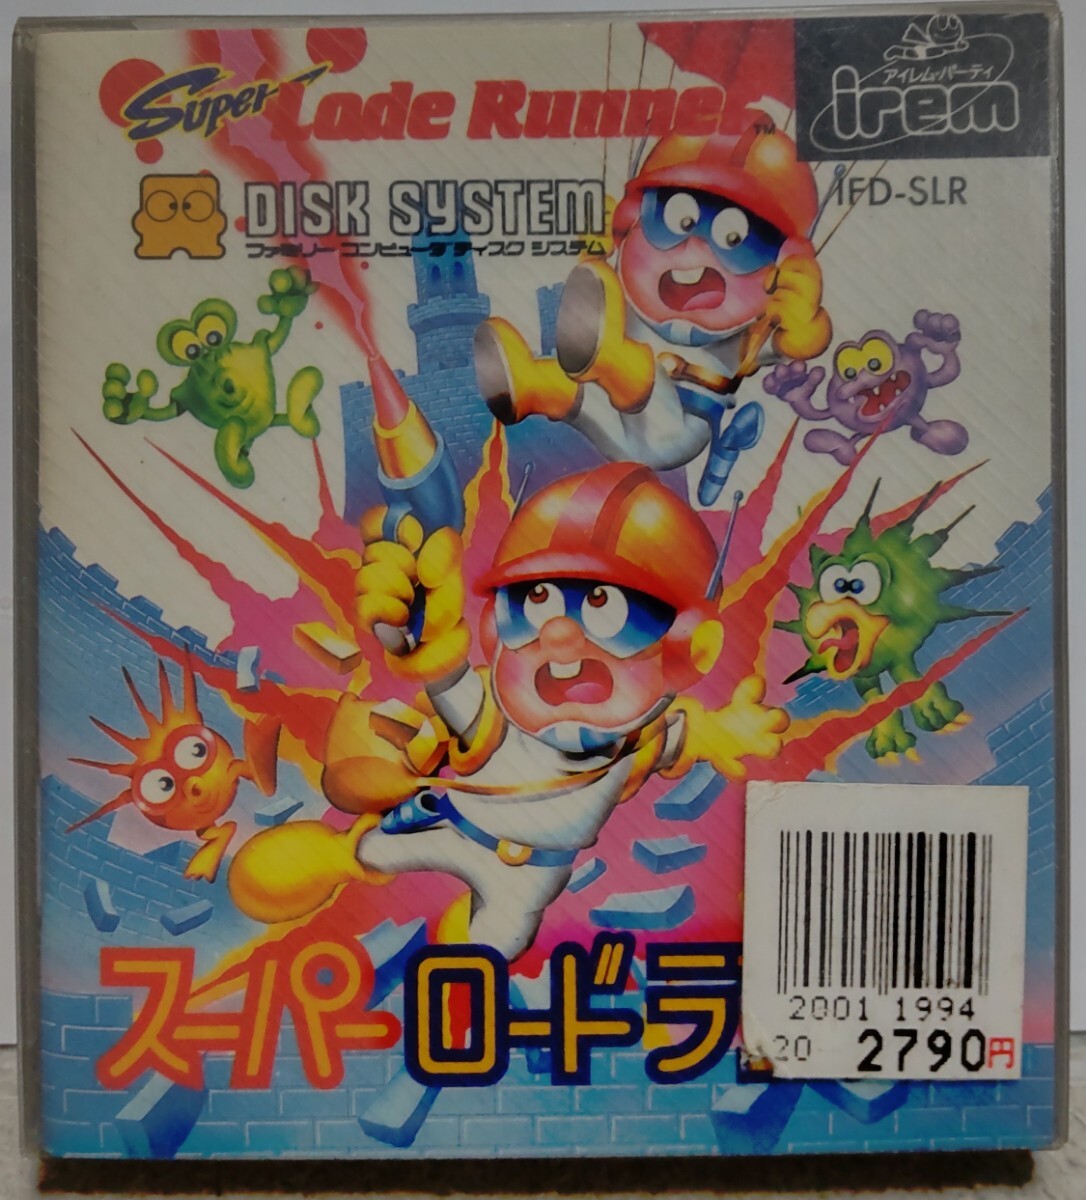 Super Lode Runner™
アイレム・パーティ
irem
IFD-SLR
DISK SYSTEM
ファミリー コンピュータ ディスク システム
スーパー ロードラ
2001 1994
20 2790円